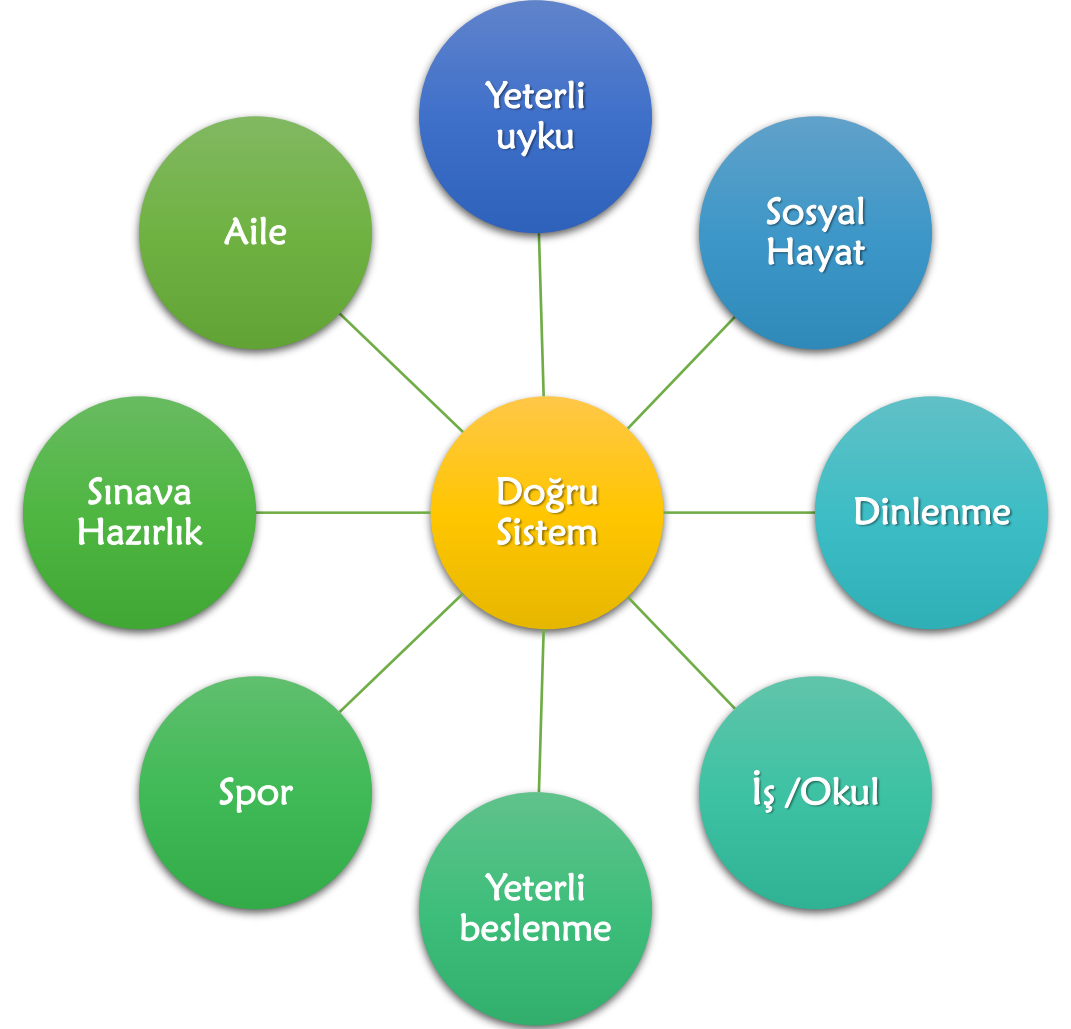 Yeterli
uyku
Sosyal
Hayat
Dinlenme
İş /Okul
Yeterli
beslenme
Spor
Sınava
Hazırlık
Aile
Doğru
Sistem